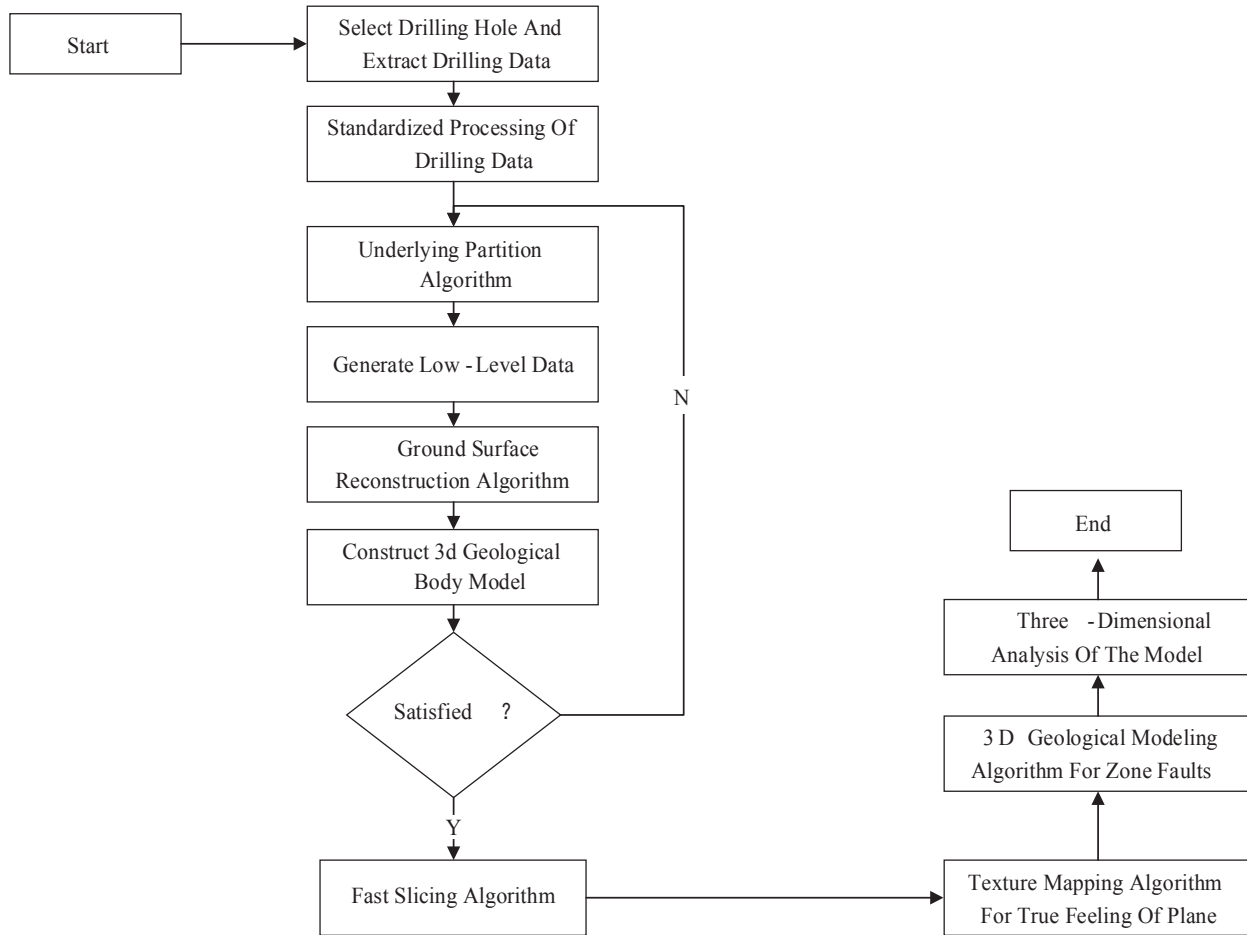 Start
Select Drilling Hole And
Extract Drilling Data
Standardized Processing Of
Drilling Data
Underlying Partition
Algorithm
Generate Low -Level Data
N
Ground Surface
Reconstruction Algorithm
Construct 3d Geological
Body Model
Satisfied ?
Y
Fast Slicing Algorithm
Texture Mapping Algorithm
For True Feeling Of Plane
3 D Geological Modeling
Algorithm For Zone Faults
Three -Dimensional
Analysis Of The Model
End